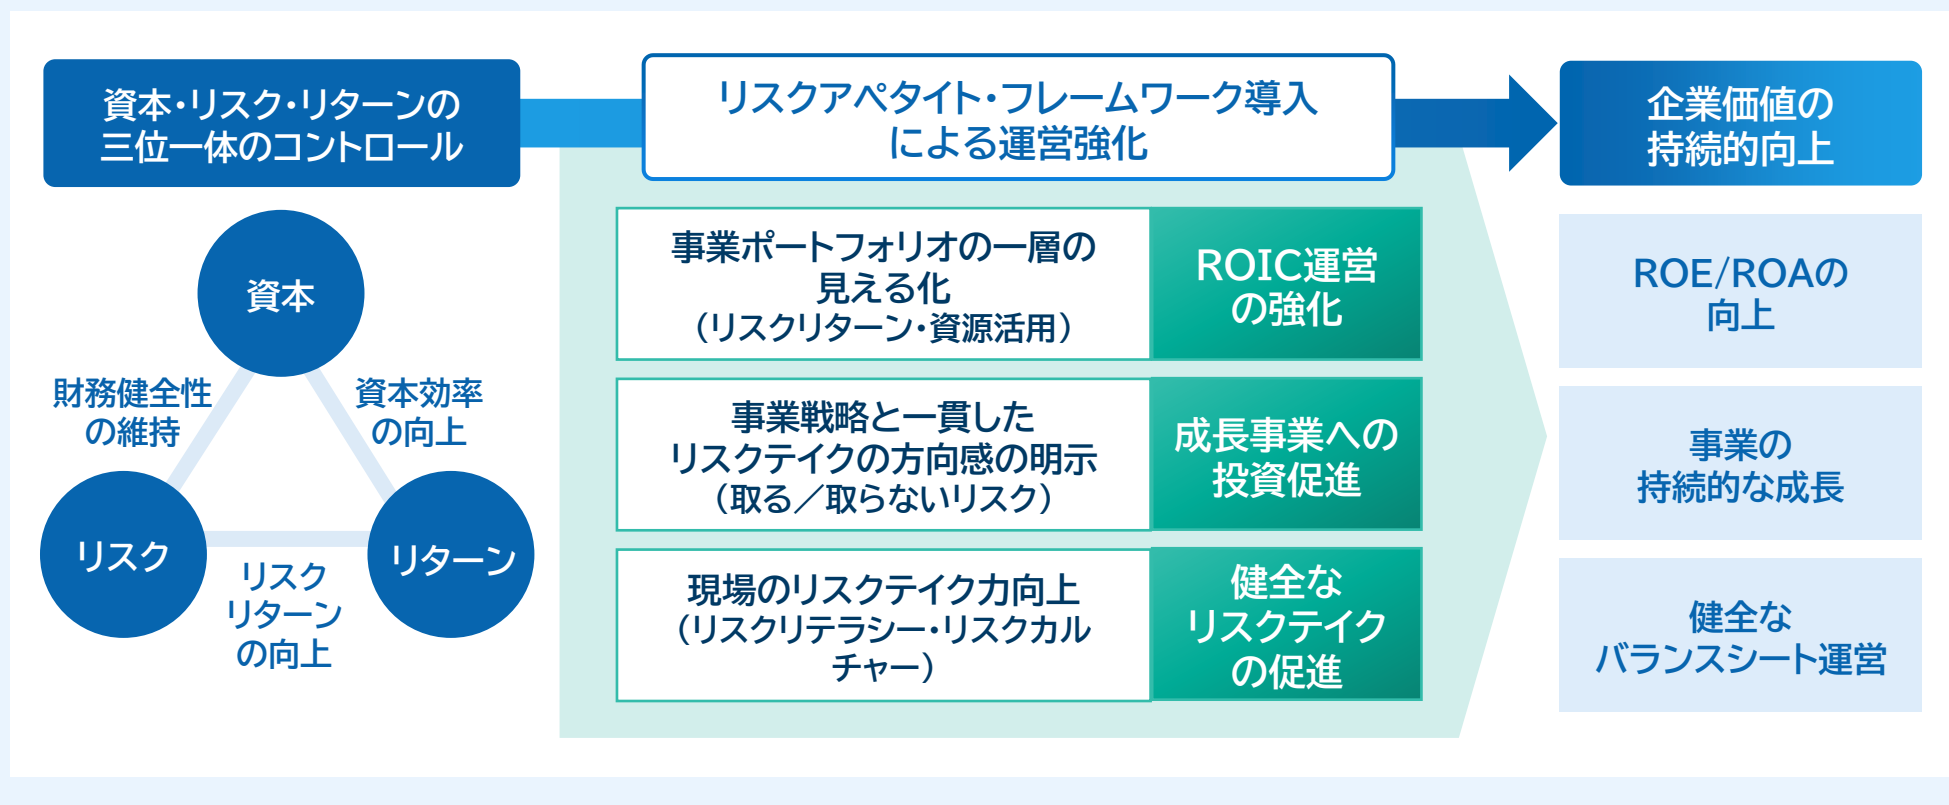 資本・リスク・リターンの
三位一体のコントロール
資本
財務健全性
の維持
資本効率
の向上
リスク
リターン
リスク
リターン
の向上
リスクアペタイト・フレームワーク導入
による運営強化
事業ポートフォリオの一層の
見える化
（リスクリターン・資源活用）
ROIC運営
の強化
事業戦略と一貫した
リスクテイクの方向感の明示
（取る／取らないリスク）
成長事業への
投資促進
現場のリスクテイク力向上
（リスクリテラシー・リスクカル
チャー）
健全な
リスクテイク
の促進
企業価値の
持続的向上
ROE/ROAの
向上
事業の
持続的な成長
健全な
バランスシート運営